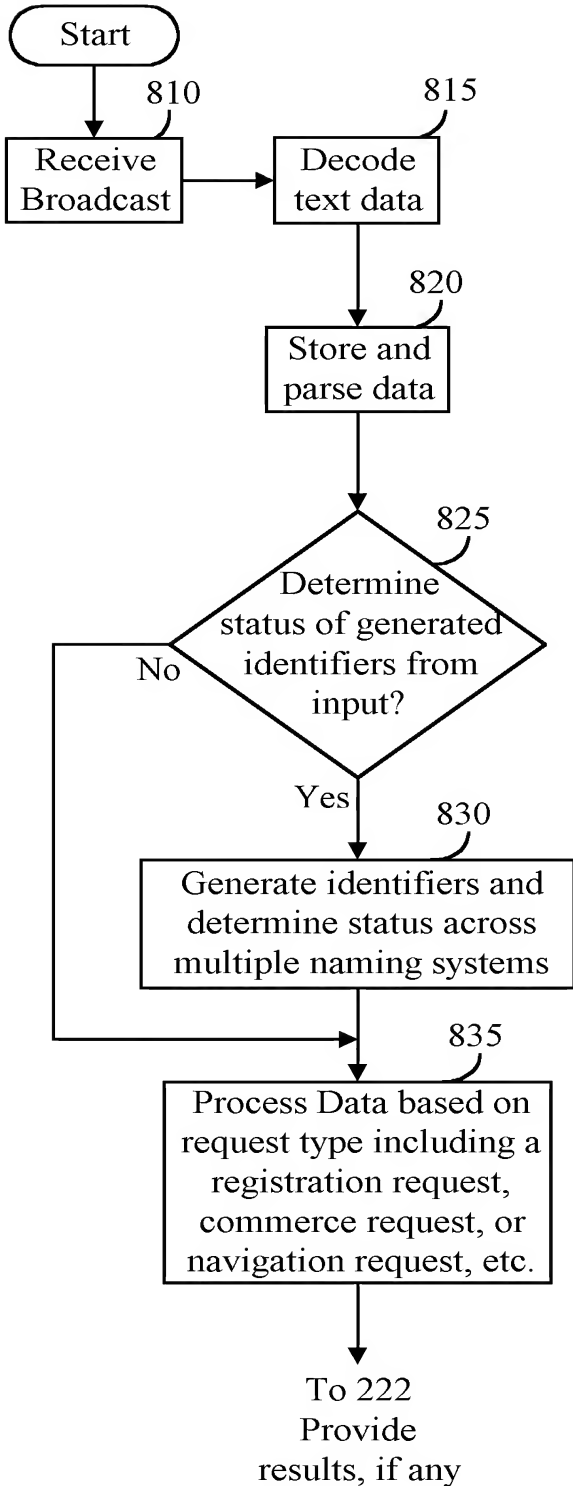 Start
810
Receive
Broadcast
815
Decode
text data
820
Store and
parse data
825
Determine
status of generated
identifiers from
input?
No
Yes
830
Generate identifiers and
determine status across
multiple naming systems
835
Process Data based on
request type including a
registration request,
commerce request, or
navigation request, etc.
To 222
Provide
results, if any